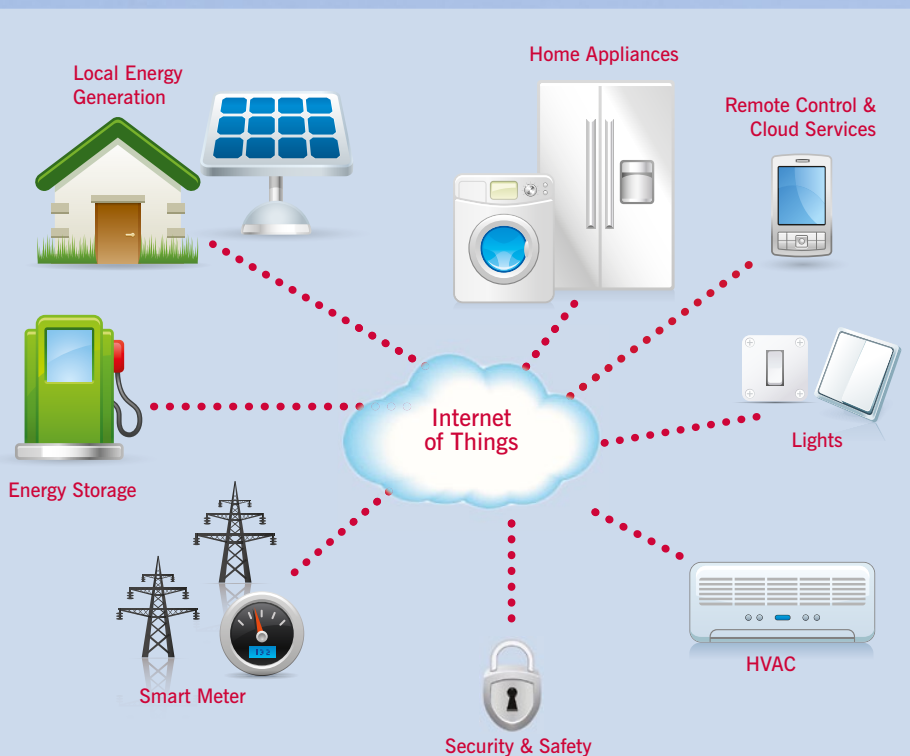 Home Appliances
Local Energy
Generation
Remote Control &
Cloud Services
Internet
of Things
Lights
Energy Storage
HVAC
Smart Meter
Security & Safety